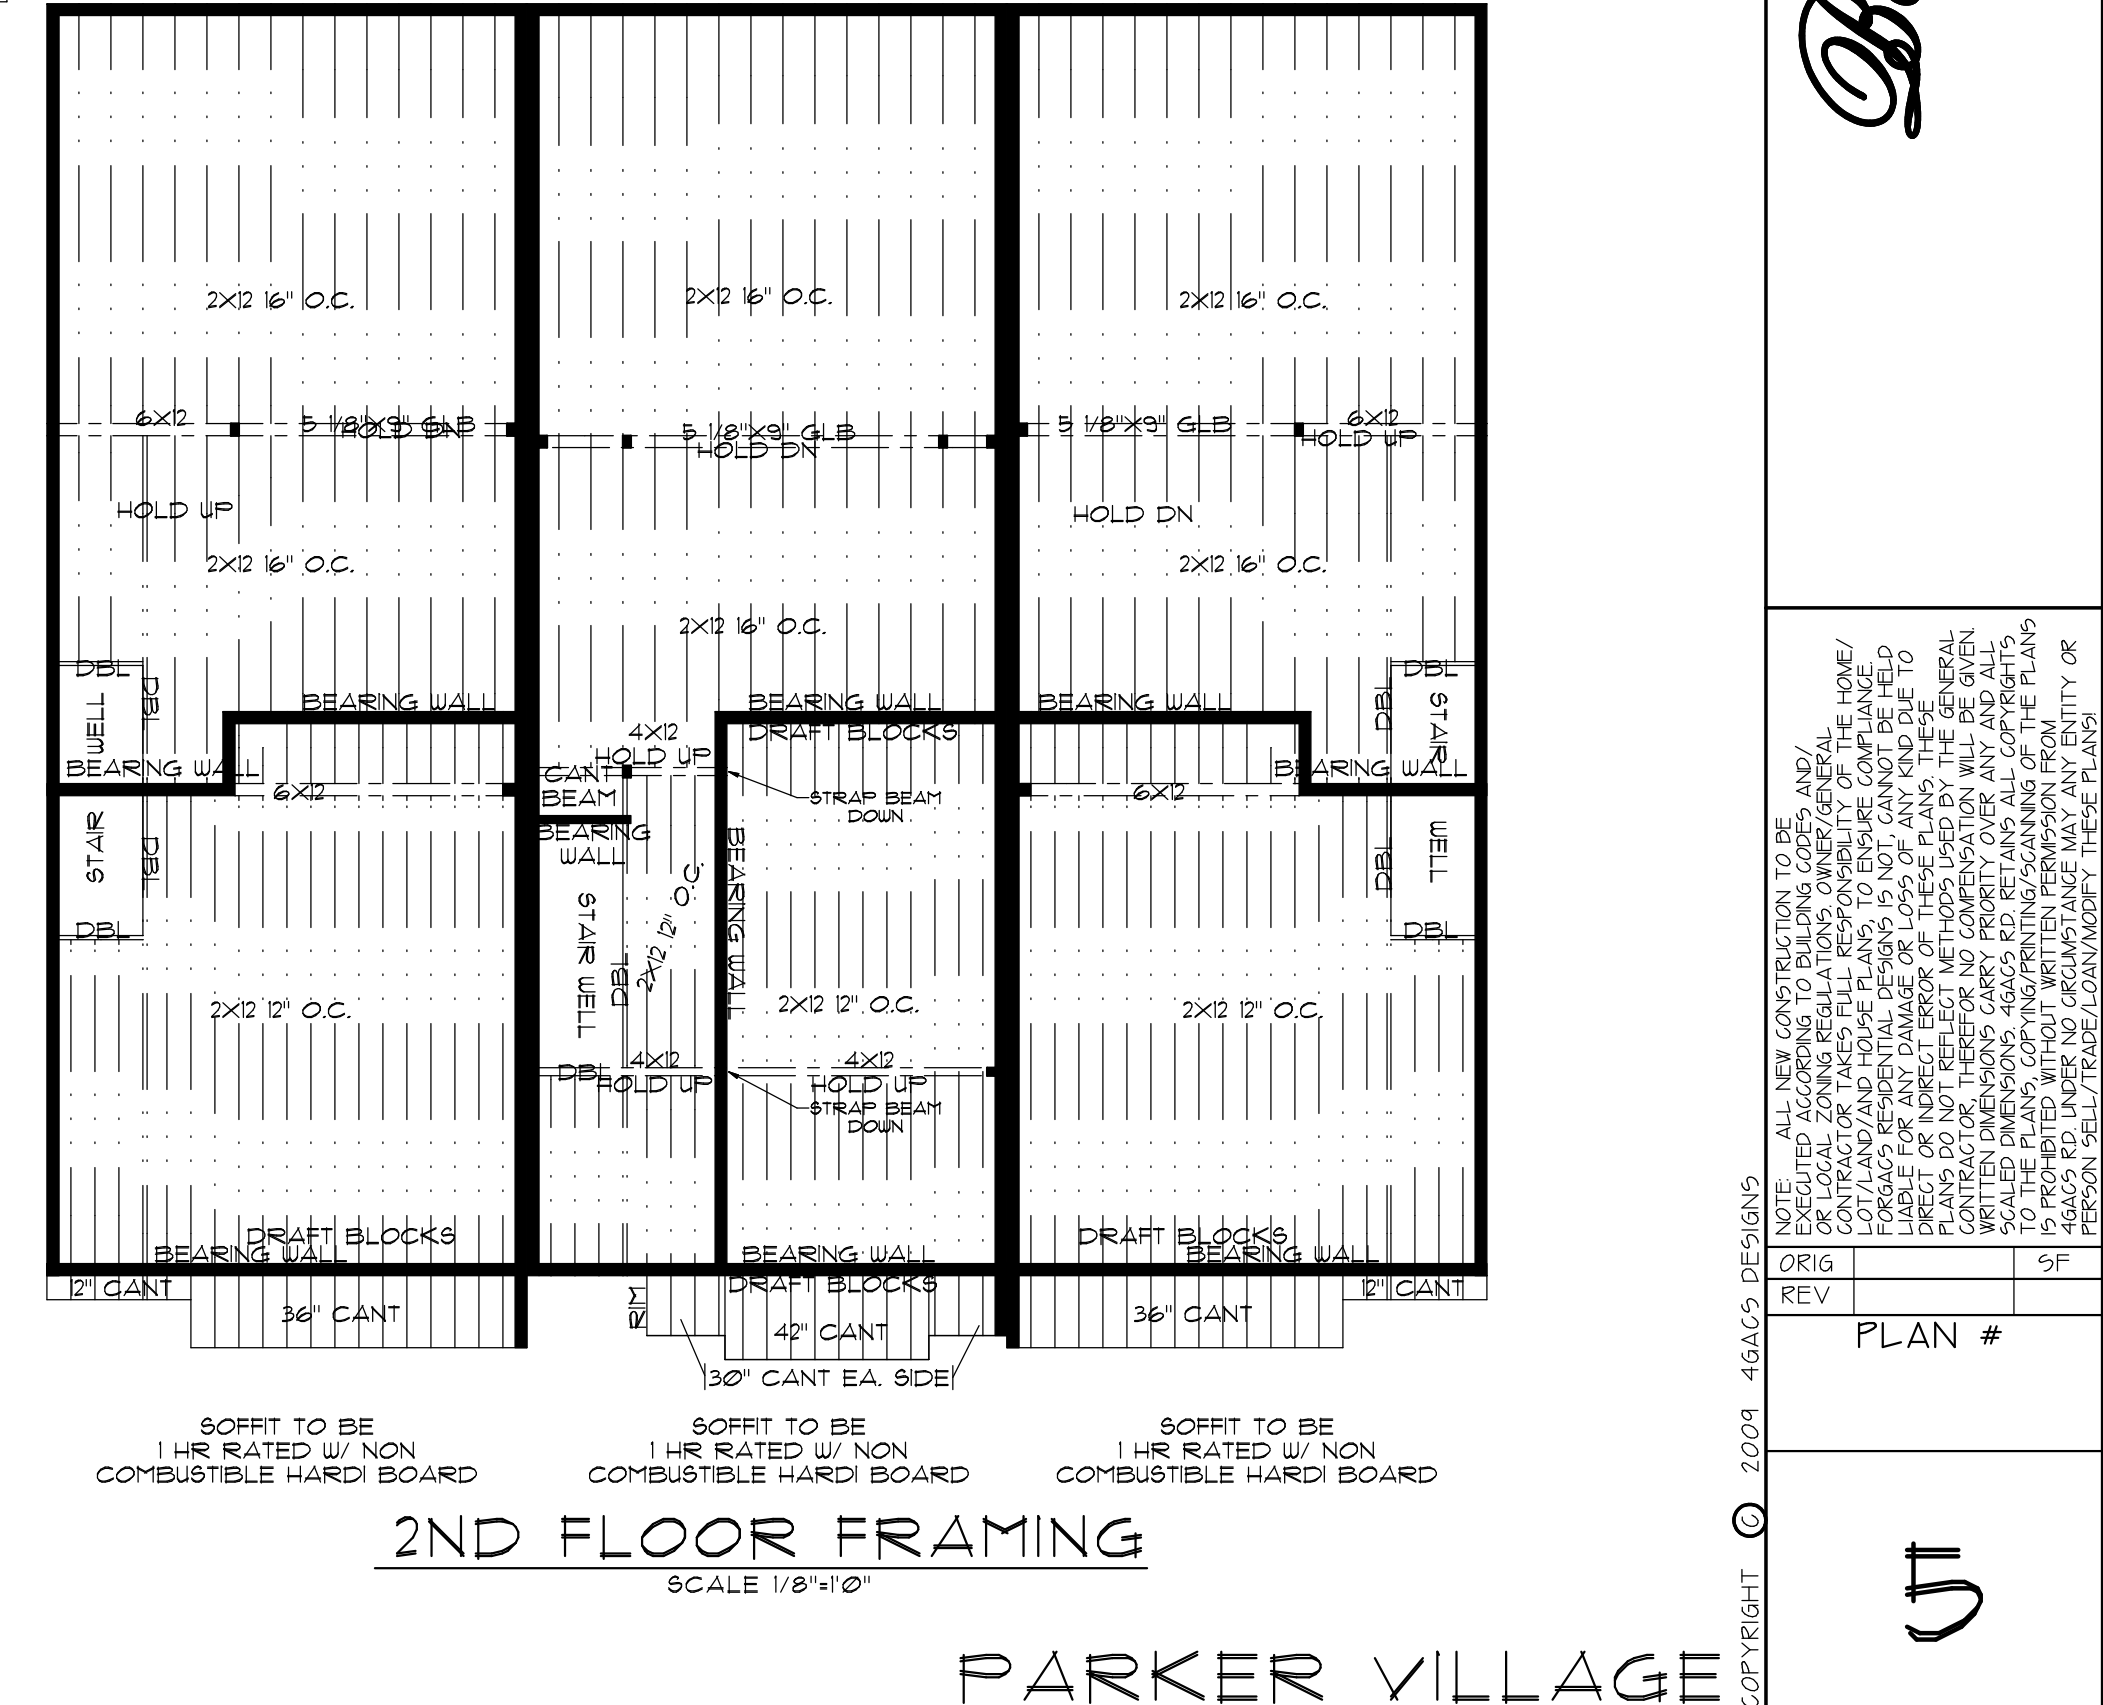 2X12 16" O.C.
2X12 16" O.C.
2X12 16" O.C.
6X12
5 1/8"X9" GLB
HOLD DN
5 1/8"X9" GLB
HOLD DN
5 1/8"X9" GLB
6X12
HOLD UP
HOLD UP
HOLD DN
2X12 16" O.C.
2X12 16" O.C.
2X12 16" O.C.
DBL
DBL
WELL
BEARING WALL
BEARING WALL
BEARING WALL
DRAFT BLOCKS
BEARING WALL
DBL
DBL
STAIR
BEARING WALL
4X12
HOLD UP
CANT
BEAM
BEARING
WALL
STRAP BEAM
DOWN
6X12
6X12
STAIR
DBL
DBL
STAIR WELL
DBL
2X12 12" O.C.
BEARING WALL
DBL
WELL
DBL
2X12 12" O.C.
2X12 12" O.C.
2X12 12" O.C.
DBL
4X12
HOLD UP
4X12
HOLD UP
STRAP BEAM
DOWN
DRAFT BLOCKS
BEARING WALL
BEARING WALL
DRAFT BLOCKS
DRAFT BLOCKS
BEARING WALL
12" CANT
36" CANT
RIM
42" CANT
30" CANT EA. SIDE
36" CANT
12" CANT
SOFFIT TO BE
1 HR RATED W/ NON
COMBUSTIBLE HARDI BOARD
SOFFIT TO BE
1 HR RATED W/ NON
COMBUSTIBLE HARDI BOARD
SOFFIT TO BE
1 HR RATED W/ NON
COMBUSTIBLE HARDI BOARD
2ND FLOOR FRAMING
SCALE 1/8"=1'0"
PARKER VILLAGE
COPYRIGHT © 2009 4GACS DESIGNS
NOTE: ALL NEW CONSTRUCTION TO BE
EXECUTED ACCORDING TO BUILDING CODES AND/
OR LOCAL ZONING REGULATIONS. OWNER/GENERAL
CONTRACTOR TAKES FULL RESPONSIBILITY OF THE HOME/
LOT/LAND/AND HOUSE PLANS, TO ENSURE COMPLIANCE.
FORGACS RESIDENTIAL DESIGNS IS NOT, CANNOT BE HELD
LIABLE FOR ANY DAMAGE OR LOSS OF ANY KIND DUE TO
DIRECT OR INDIRECT ERROR OF THESE PLANS. THESE
PLANS DO NOT REFLECT METHODS USED BY THE GENERAL
CONTRACTOR, THEREFOR NO COMPENSATION WILL BE GIVEN.
WRITTEN DIMENSIONS CARRY PRIORITY OVER ANY AND ALL
SCALED DIMENSIONS. 4GACS R.D. RETAINS ALL COPYRIGHTS
TO THE PLANS, COPYING/PRINTING/SCANNING OF THE PLANS
IS PROHIBITED WITHOUT WRITTEN PERMISSION FROM
4GACS R.D. UNDER NO CIRCUMSTANCE MAY ANY ENTITY OR
PERSON SELL/TRADE/LOAN/MODIFY THESE PLANS!
ORIG SF
REV
PLAN #
5